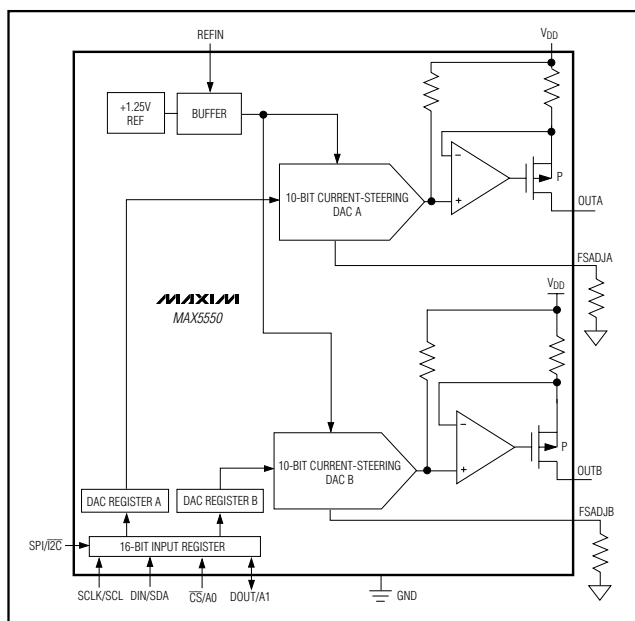 REFIN
VDD
+1.25V
REF
BUFFER
P
10-BIT CURRENT-STEERING
DAC A
OUTA
FSADJA
VDD
MAXIM
MAX5550
P
10-BIT CURRENT-STEERING
DAC B
OUTB
FSADJB
DAC REGISTER A
DAC REGISTER B
SPI/I2C
16-BIT INPUT REGISTER
SCLK/SCL
DIN/SDA
CS/A0
DOUT/A1
GND